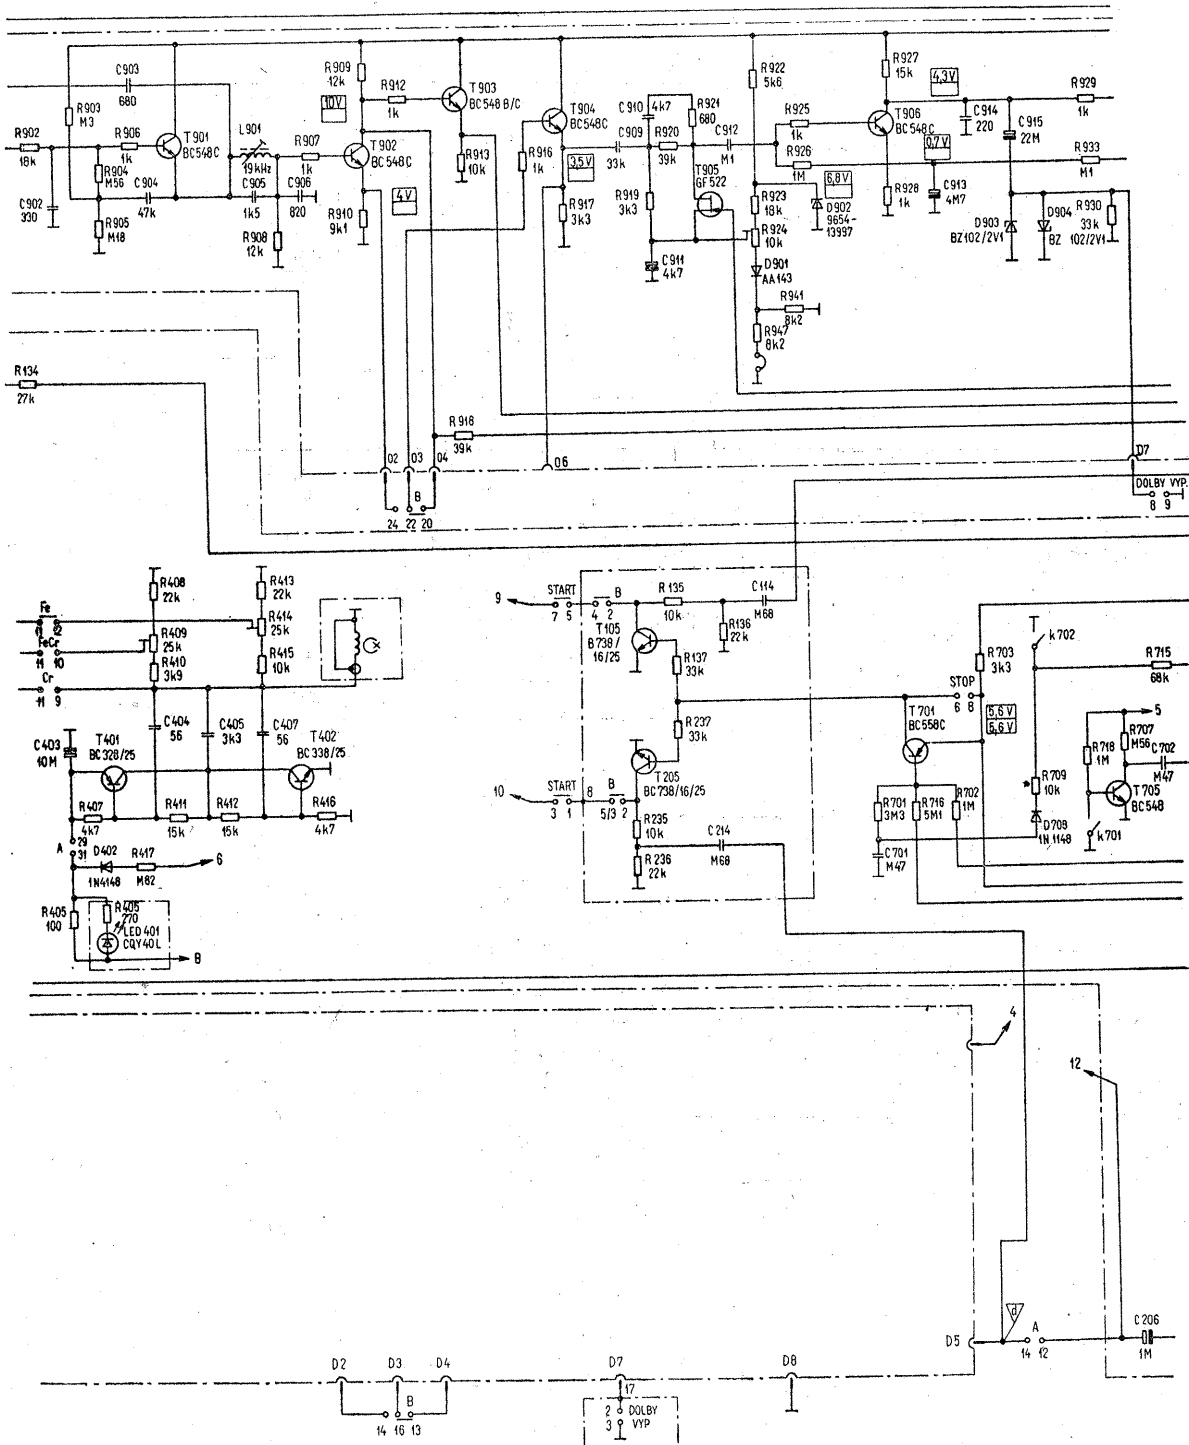 C903
680
R903
M3
R902
18k
R906
1k
T901
BC548C
R904
M56
C904
47k
C902
330
R905
M18
L901
19kHz
C905
1k5
C906
820
R908
12k
R907
1k
R909
12k
10V
R912
1k
T902
BC548C
R910
9k1
4V
T903
BC548 B/C
R913
10k
R916
1k
T904
BC548C
3,5V
R917
3k3
C910
4k7
C909
33k
R920
39k
R921
680
C912
M1
R919
3k3
C911
4k7
T905
GF522
R922
5k6
R925
1k
R926
1M
R923
18k
R924
10k
6,8V
D902
9654-
13997
D901
AA143
R941
8k2
R947
8k2
R927
15k
T906
BC548C
R928
1k
4,3V
C914
220
0,7V
C913
4M7
C915
22M
R929
1k
R933
M1
D903
BZ102/2V1
D904
BZ
R930
33k
102/2V1
R134
27k
R918
39k
02 03 04
B
24 22 20
06
D7
DOLBY VYP.
8 9
Fe
11 12
FeCr
11 10
Cr
11 9
R408
22k
R409
25k
R410
3k9
R413
22k
R414
25k
R415
10k
C403
10M
T401
BC328/25
C404
56
C405
3k3
C407
56
T402
BC338/25
R407
4k7
R411
15k
R412
15k
R416
4k7
A
29
31
D402
1N4148
R417
M82
6
R405
100
R405
270
LED401
CQY40L
8
9
START
7 5
B
4 2
R135
10k
C114
M68
R136
22k
T105
B738/
16/25
R137
33k
R237
33k
T205
BC738/16/25
10
START
3 1
8
B
5/3 2
R235
10k
R236
22k
C214
M68
T701
BC558C
STOP
6 8
R703
3k3
5,6V
5,6V
k702
R715
68k
5
R718
1M
R707
M56
C702
M47
T705
BC548
R709
10k
D709
1N1148
k701
R701
3M3
R716
5M1
R702
1M
C701
M47
4
12
d
D5
A
14 12
C206
1M
D2 D3 D4
B
14 16 13
D7
17
2 DOLBY
3 VYP
D8